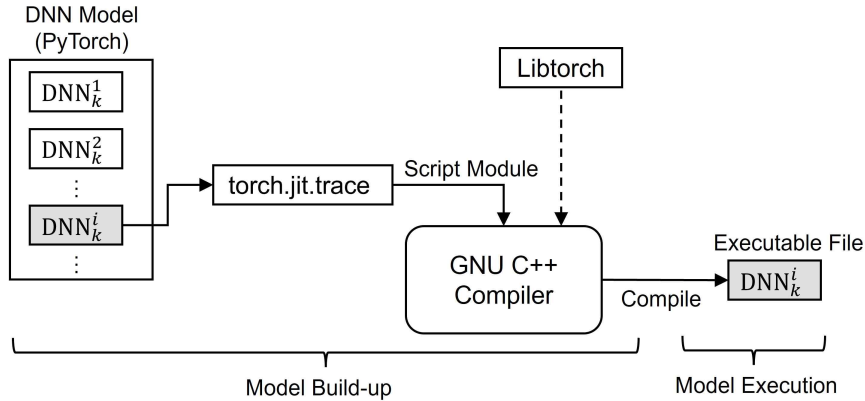 DNN Model
(PyTorch)
DNN_k^1
DNN_k^2
⋮
DNN_k^i
⋮
torch.jit.trace
Script Module
Libtorch
GNU C++
Compiler
Compile
Executable File
DNN_k^i
Model Build-up
Model Execution